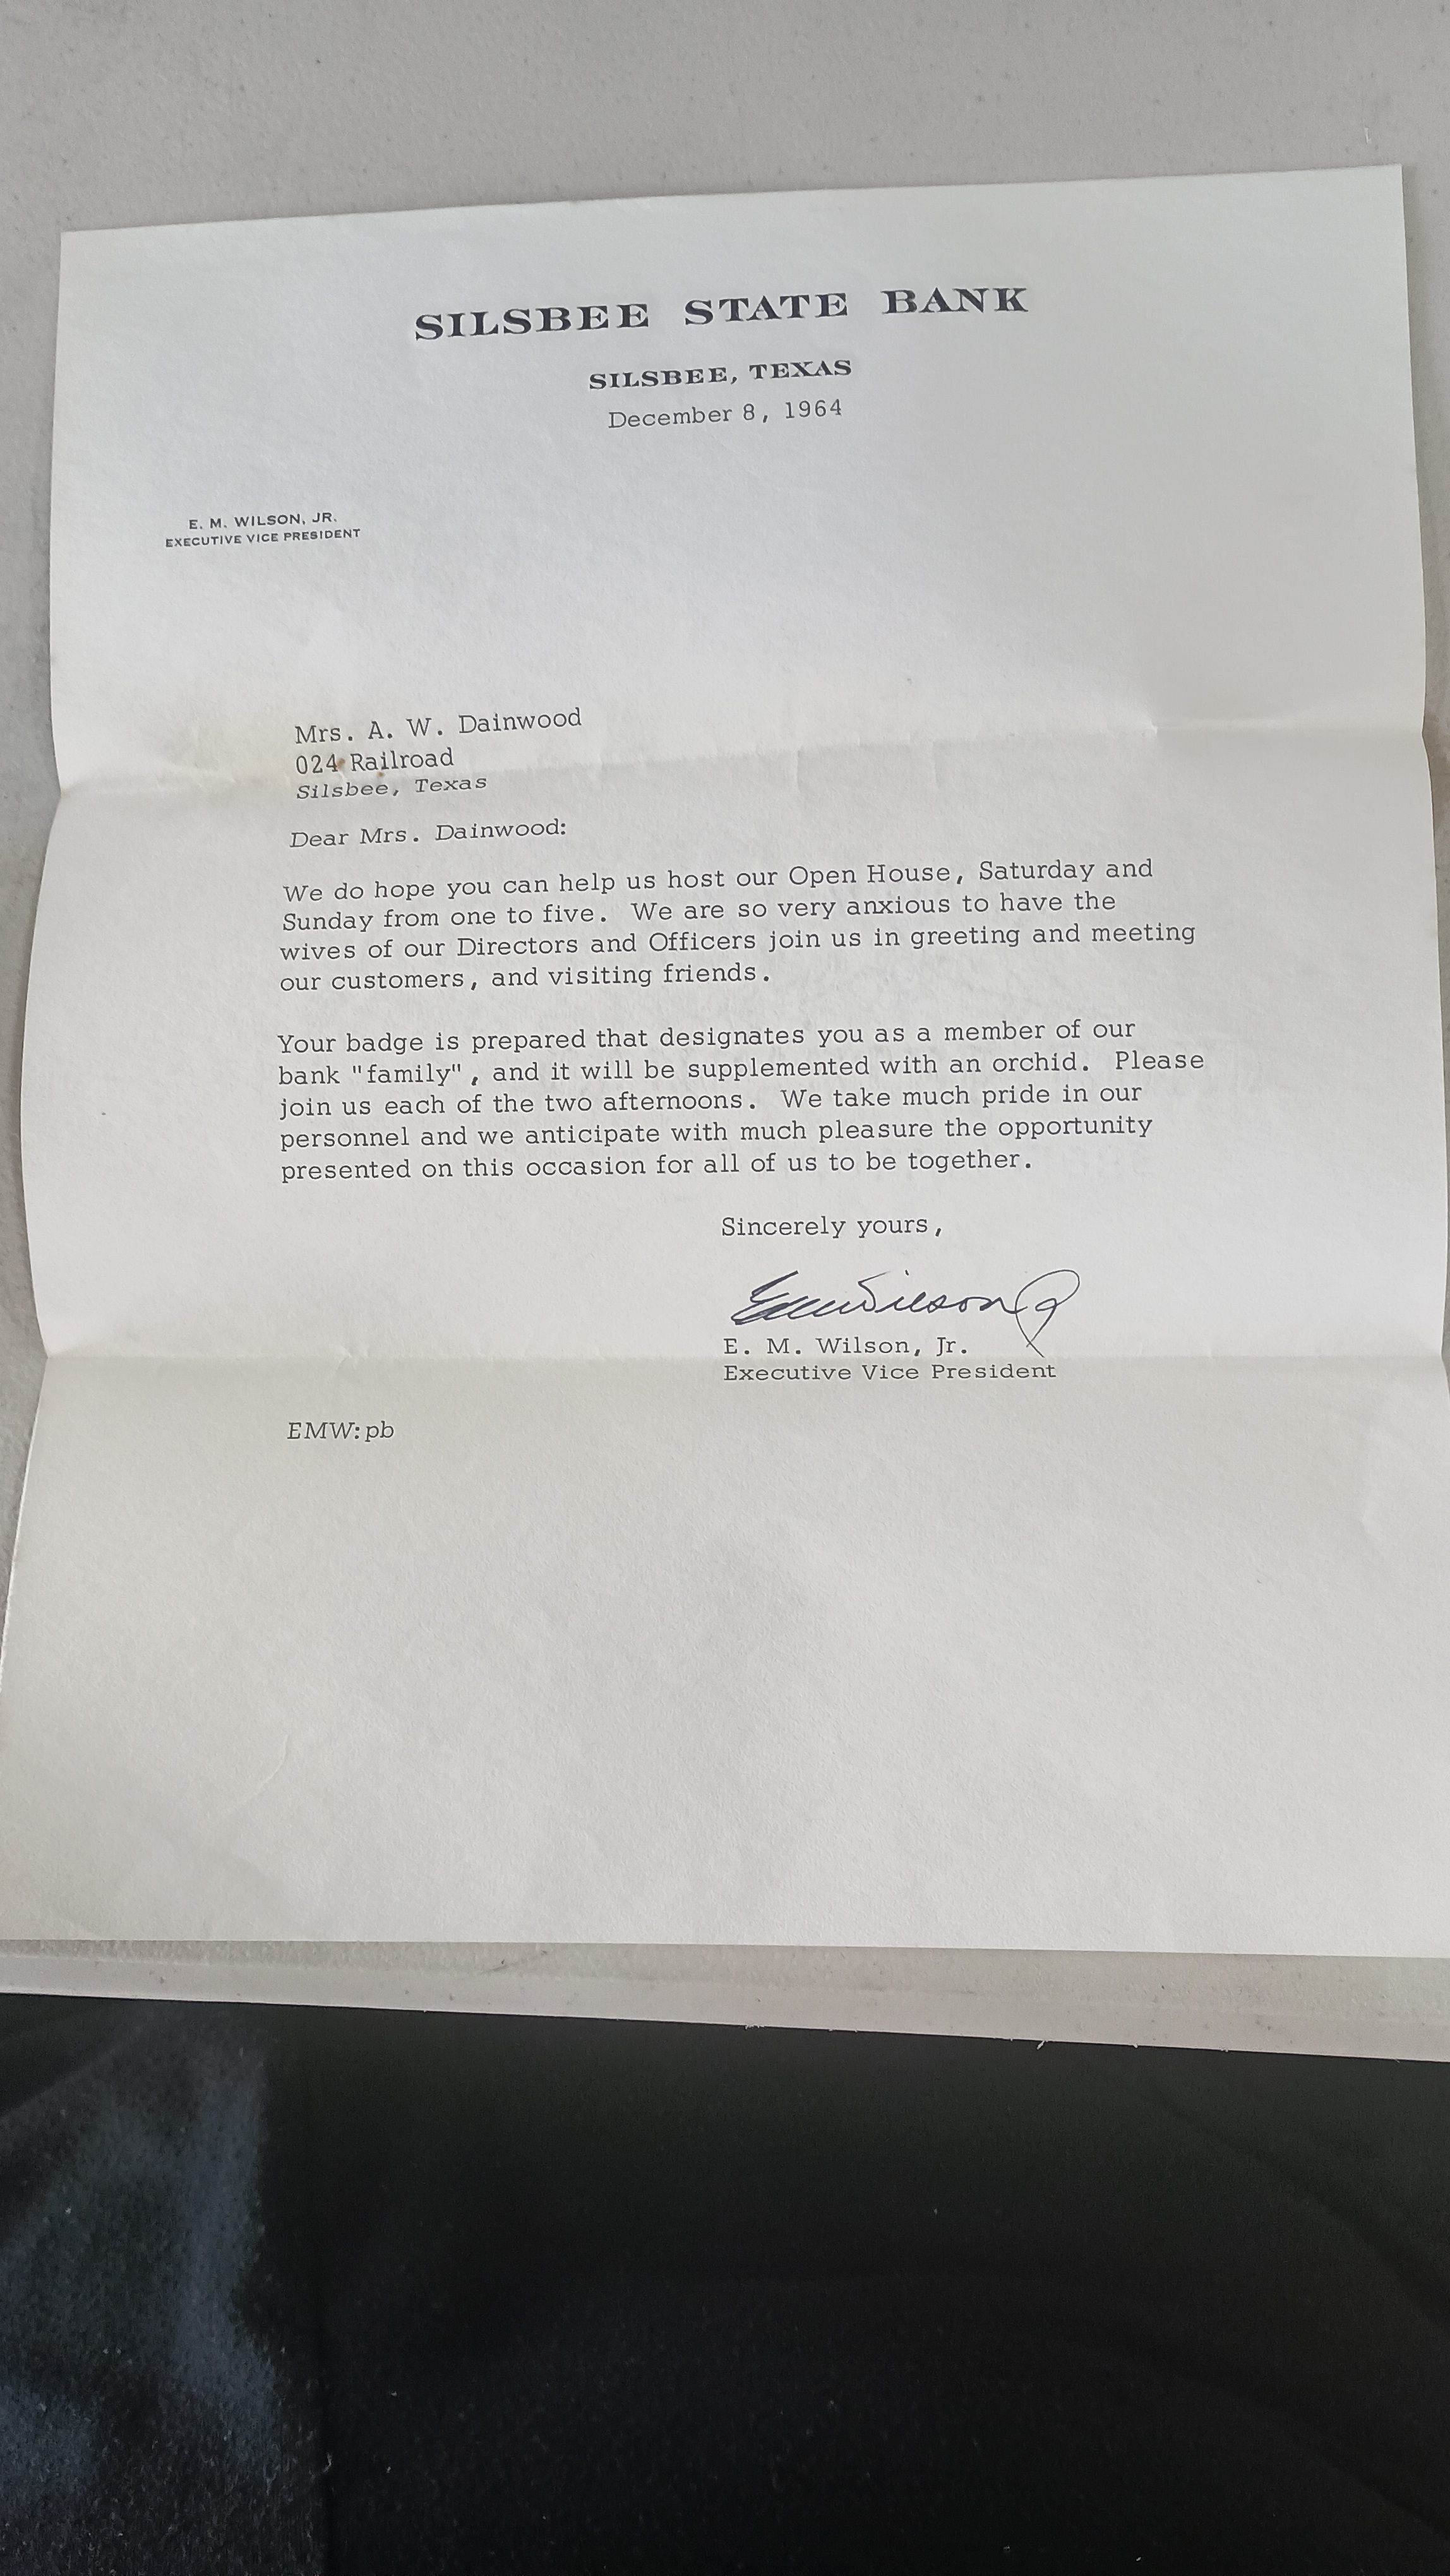 SILSBEE STATE BANK
SILSBEE, TEXAS
December 8, 1964
E. M. WILSON, JR.
EXECUTIVE VICE PRESIDENT
Mrs. A. W. Dainwood
024 Railroad
Silsbee, Texas
Dear Mrs. Dainwood:
We do hope you can help us host our Open House, Saturday and
Sunday from one to five. We are so very anxious to have the
wives of our Directors and Officers join us in greeting and meeting
our customers, and visiting friends.
Your badge is prepared that designates you as a member of our
bank "family", and it will be supplemented with an orchid. Please
join us each of the two afternoons. We take much pride in our
personnel and we anticipate with much pleasure the opportunity
presented on this occasion for all of us to be together.
Sincerely yours,
EMWilson Jr
E. M. Wilson, Jr.
Executive Vice President
EMW:pb